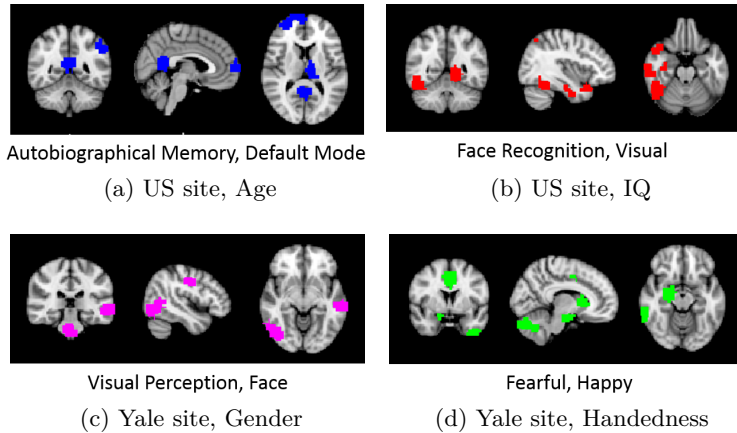 Autobiographical Memory, Default Mode
(a) US site, Age
Face Recognition, Visual
(b) US site, IQ
Visual Perception, Face
(c) Yale site, Gender
Fearful, Happy
(d) Yale site, Handedness